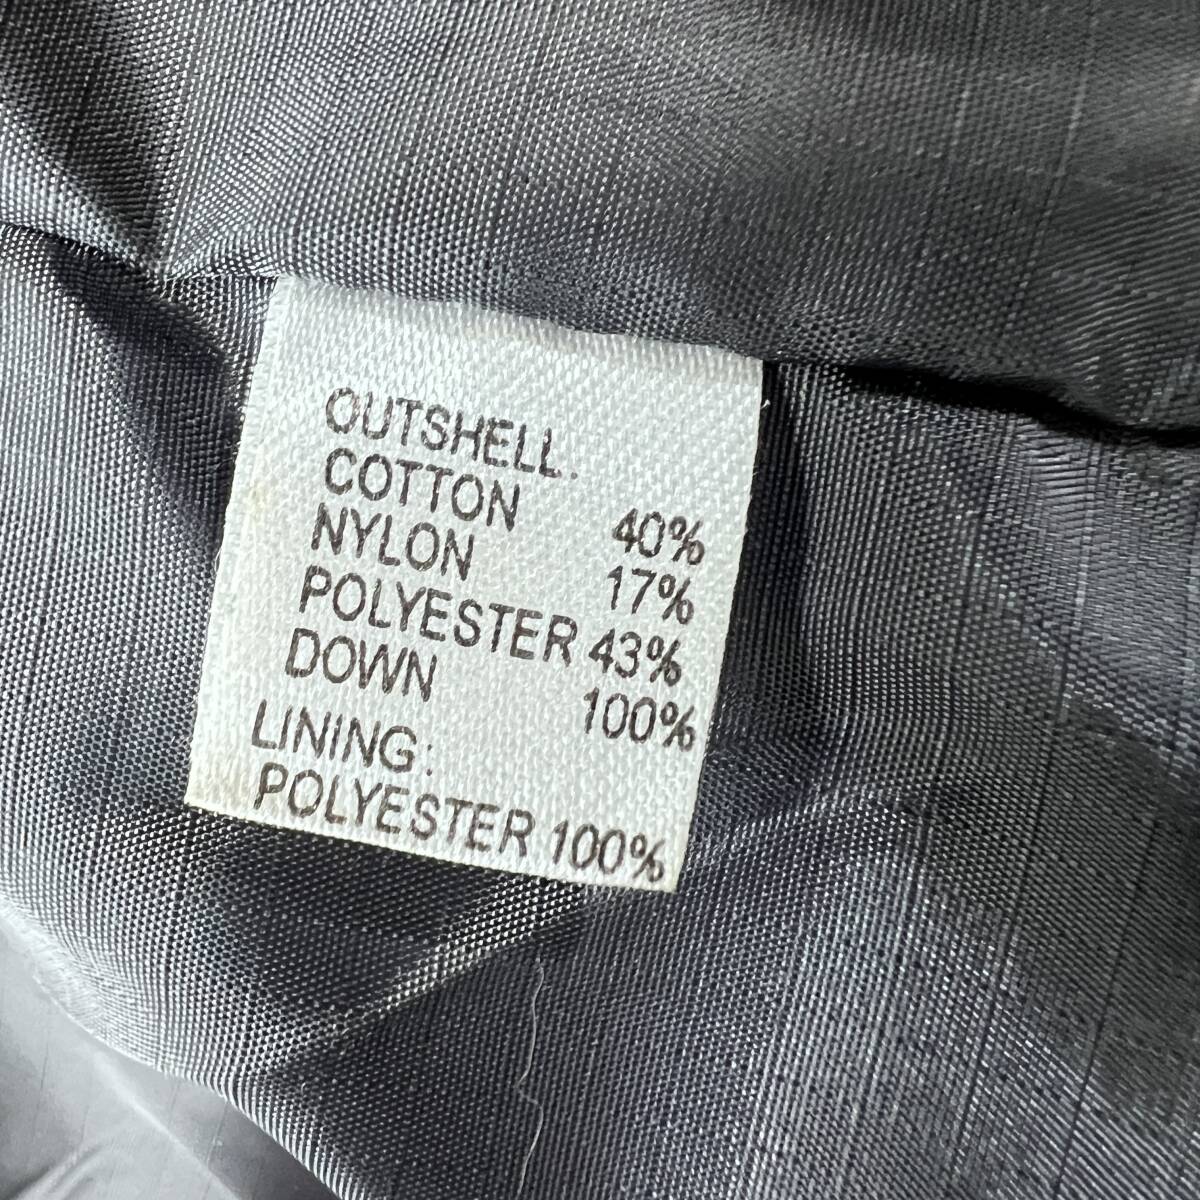 OUTSHELL.
COTTON 40%
NYLON 17%
POLYESTER 43%
DOWN 100%
LINING:
POLYESTER 100%